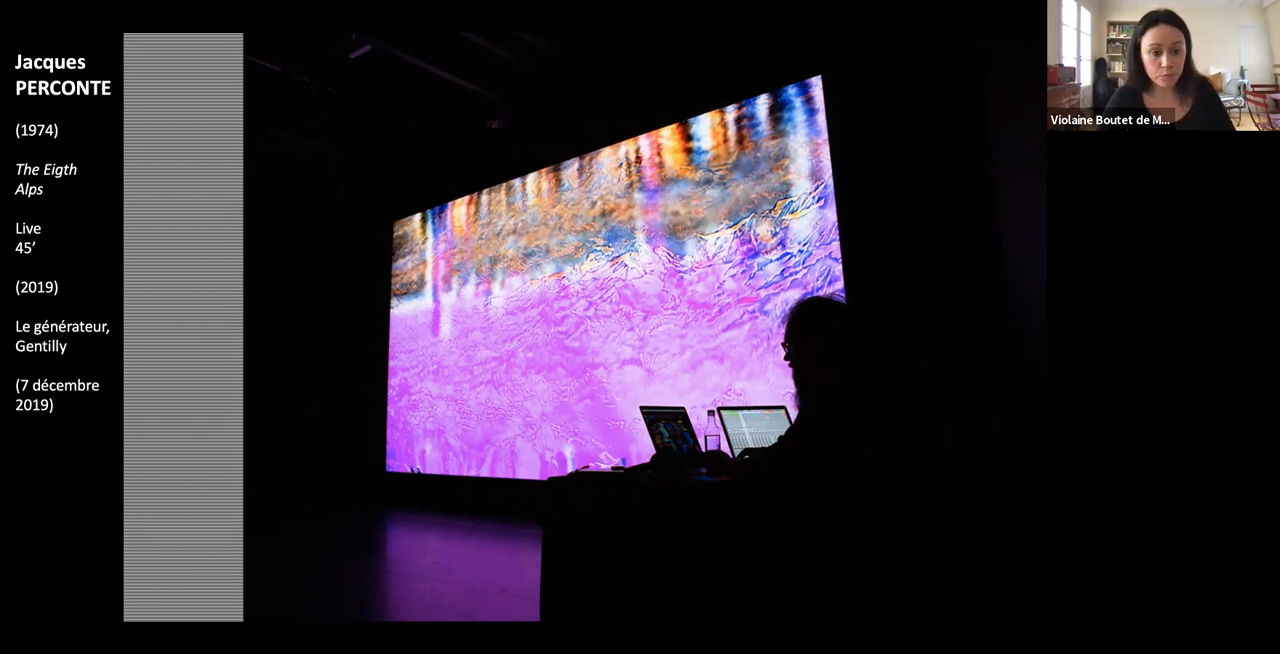 Jacques
PERCONTE
(1974)
The Eigth
Alps
Live
45’
(2019)
Le générateur,
Gentilly
(7 décembre
2019)
Violaine Boutet de M...